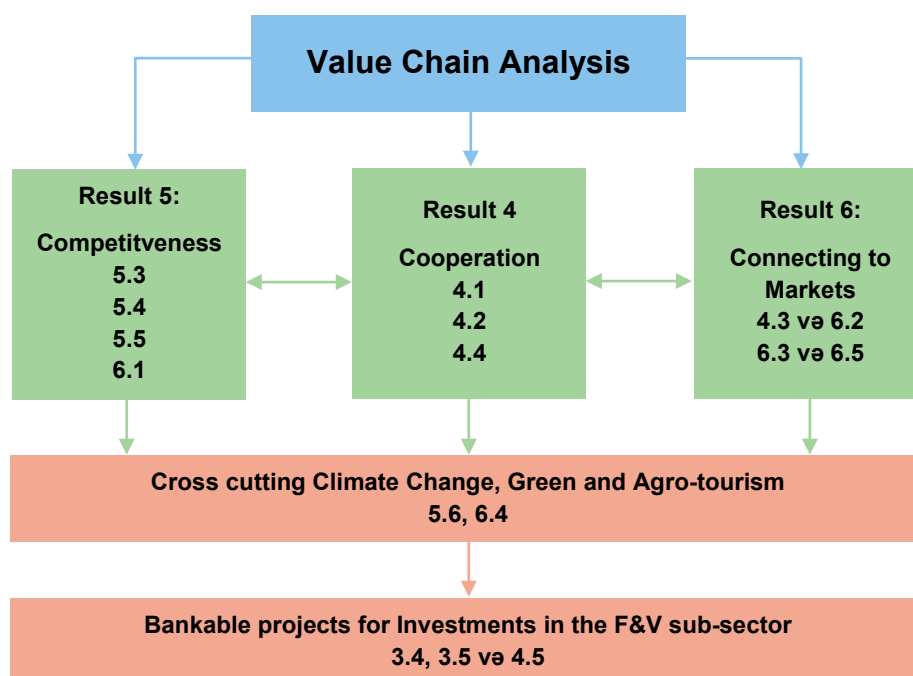 Value Chain Analysis
Result 5:
Competitveness
5.3
5.4
5.5
6.1
Result 4
Cooperation
4.1
4.2
4.4
Result 6:
Connecting to
Markets
4.3 və 6.2
6.3 və 6.5
Cross cutting Climate Change, Green and Agro-tourism
5.6, 6.4
Bankable projects for Investments in the F&V sub-sector
3.4, 3.5 və 4.5